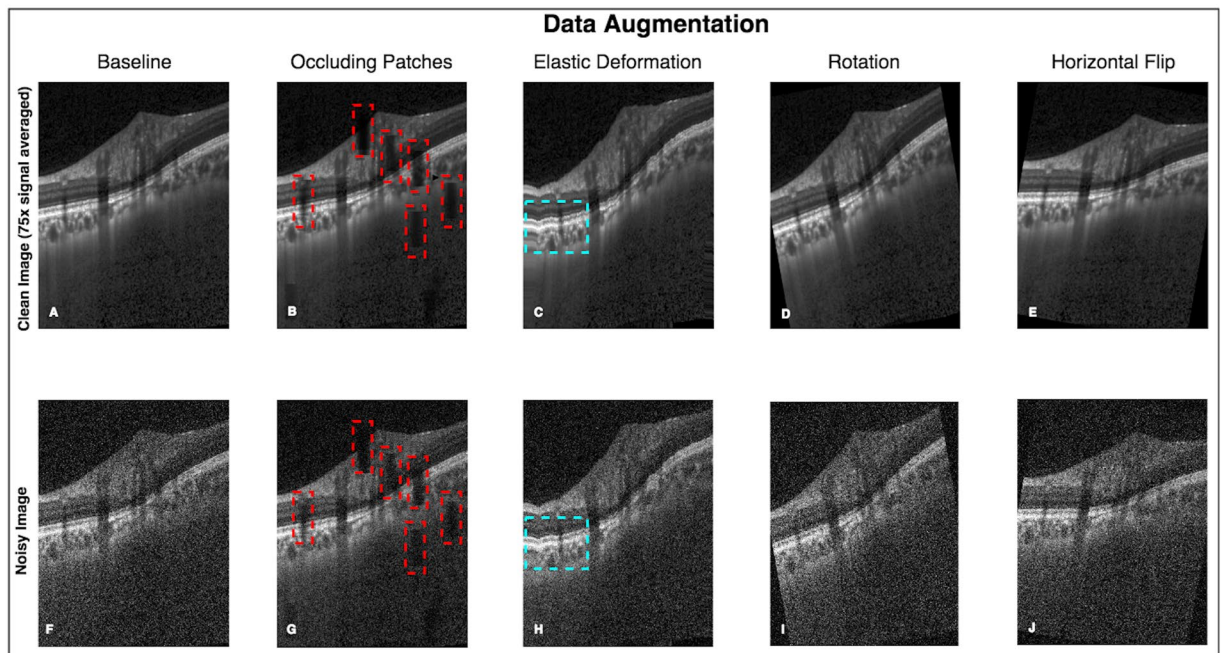 Data Augmentation
Baseline
Occluding Patches
Elastic Deformation
Rotation
Horizontal Flip
Clean Image (75x signal averaged)
A
B
C
D
E
Noisy Image
F
G
H
I
J